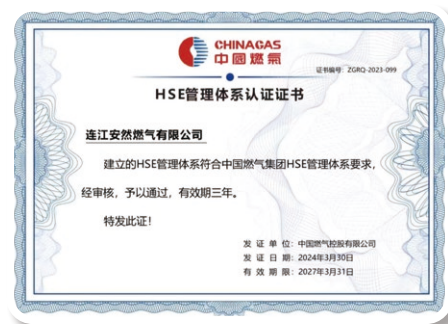 CHINAGAS
中國燃氣
证书编号：ZGRQ-2023-099
HSE管理体系认证证书
连江安然燃气有限公司
建立的HSE管理体系符合中国燃气集团HSE管理体系要求，
经审核，予以通过，有效期三年。
特发此证！
发证单位：中国燃气控股有限公司
发证日期：2024年3月30日
有效期限：2027年3月31日